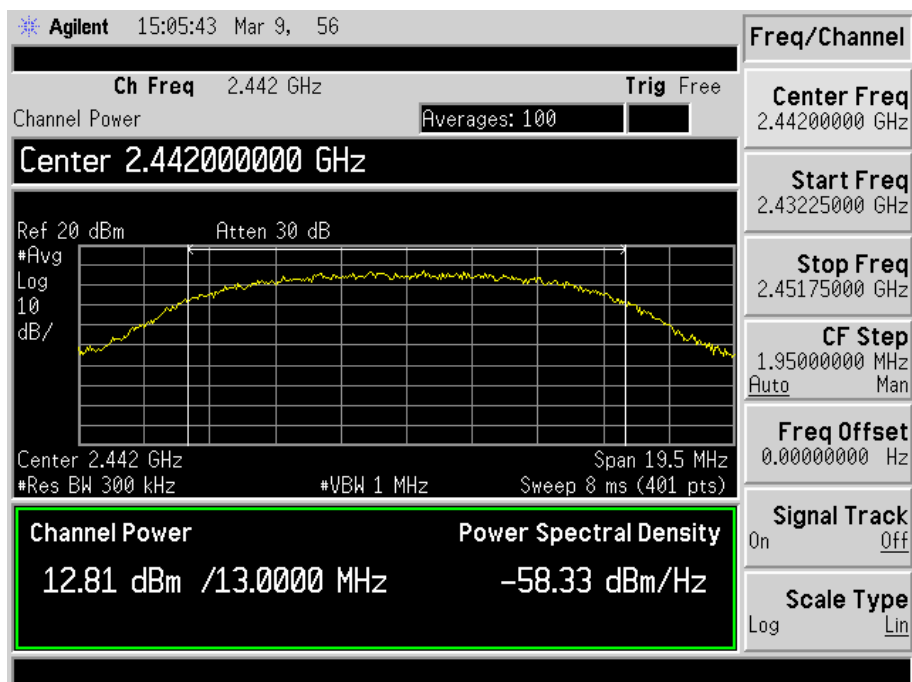 Agilent 15:05:43 Mar 9, 56
Ch Freq 2.442 GHz Trig Free
Channel Power Averages: 100
Center 2.442000000 GHz
Ref 20 dBm Atten 30 dB
#Avg
Log
10
dB/
Center 2.442 GHz Span 19.5 MHz
#Res BW 300 kHz #VBW 1 MHz Sweep 8 ms (401 pts)
Channel Power Power Spectral Density
12.81 dBm /13.0000 MHz -58.33 dBm/Hz
Freq/Channel
Center Freq
2.44200000 GHz
Start Freq
2.43225000 GHz
Stop Freq
2.45175000 GHz
CF Step
1.95000000 MHz
Auto Man
Freq Offset
0.00000000 Hz
Signal Track
On Off
Scale Type
Log Lin